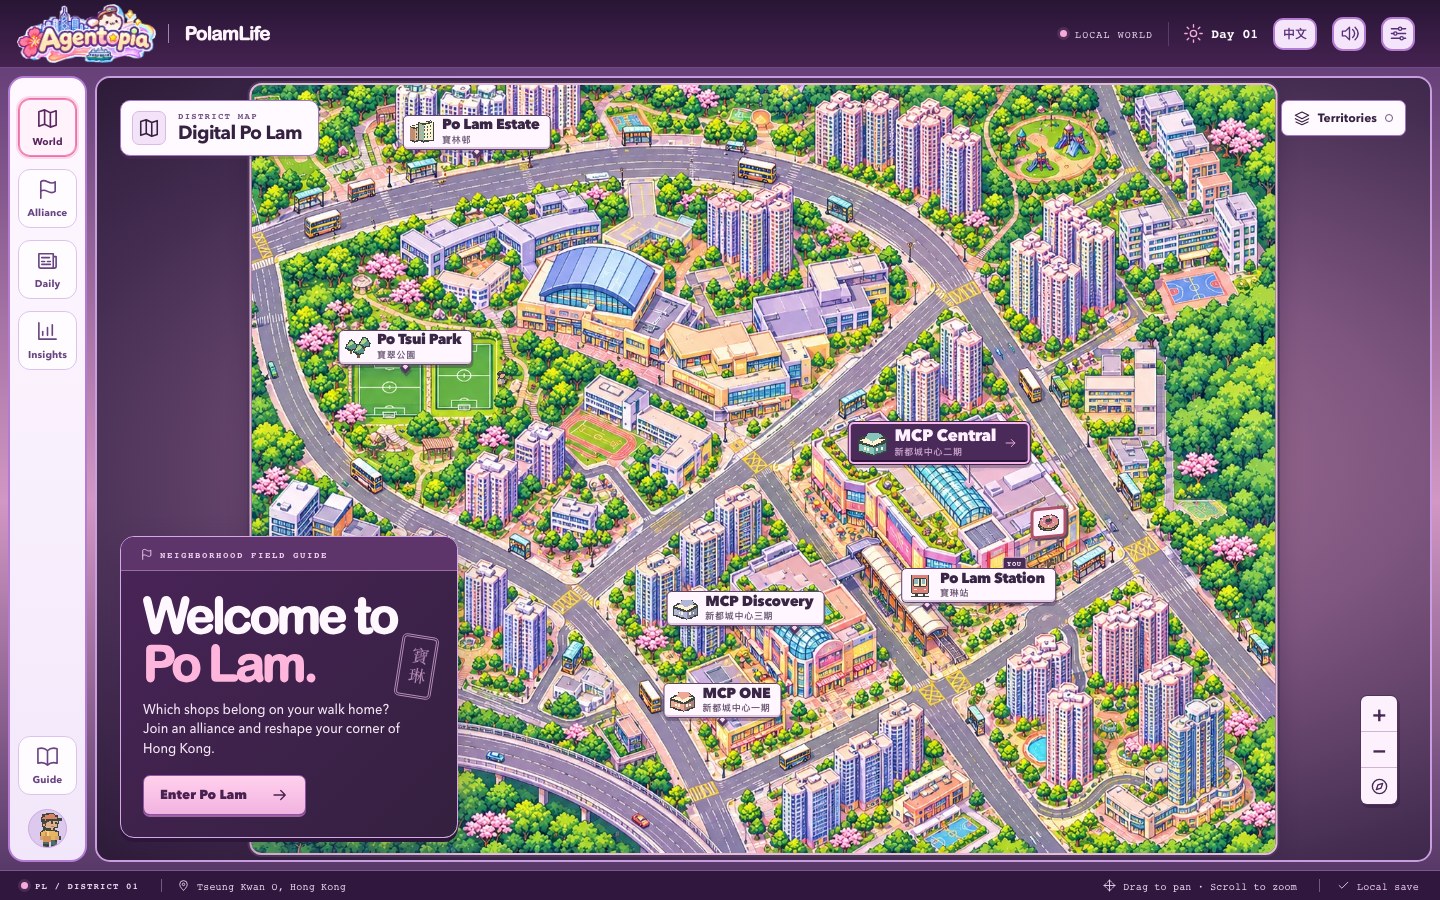 Agentopia
PolamLife
LOCAL WORLD
Day 01
中文
World
Alliance
Daily
Insights
Guide
DISTRICT MAP
Digital Po Lam
Territories
Po Lam Estate
寶林邨
Po Tsui Park
寶翠公園
MCP Central
新都城中心二期
YOU
Po Lam Station
寶琳站
MCP Discovery
新都城中心三期
MCP ONE
新都城中心一期
NEIGHBORHOOD FIELD GUIDE
Welcome to
Po Lam.
寶琳
Which shops belong on your walk home?
Join an alliance and reshape your corner of
Hong Kong.
Enter Po Lam
PL / DISTRICT 01
Tseung Kwan O, Hong Kong
Drag to pan · Scroll to zoom
Local save